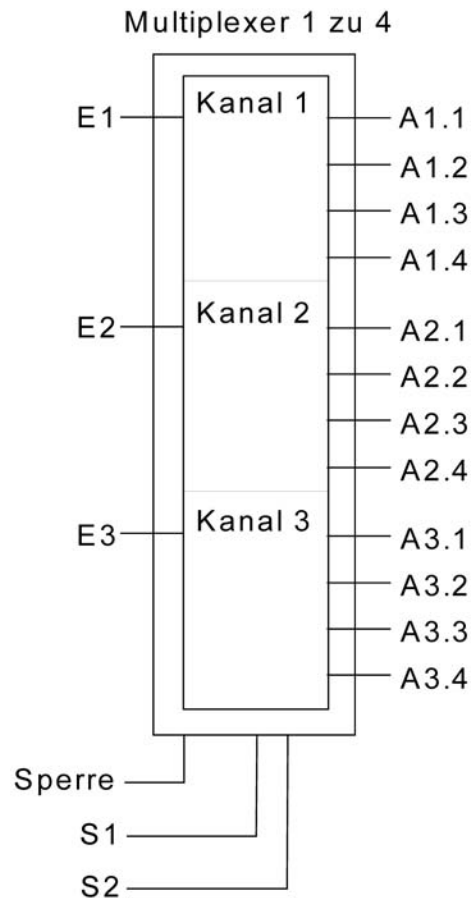 Multiplexer 1 zu 4
E1
Kanal 1
A1.1
A1.2
A1.3
A1.4
E2
Kanal 2
A2.1
A2.2
A2.3
A2.4
E3
Kanal 3
A3.1
A3.2
A3.3
A3.4
Sperre
S1
S2